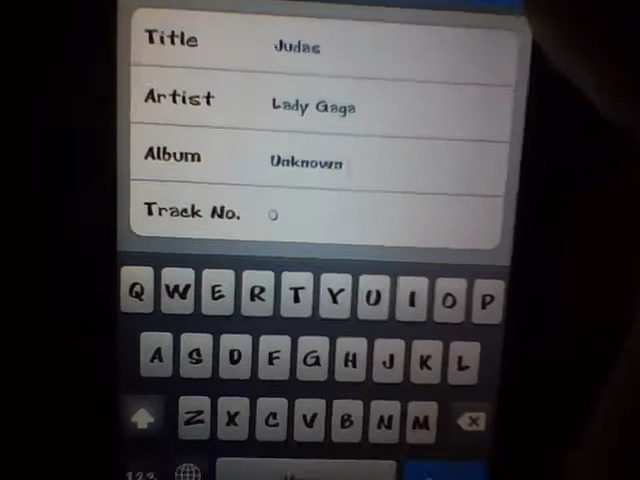 Title Judas
Artist Lady Gaga
Album Unknown
Track No. 0
Q W E R T Y U I O P
A S D F G H J K L
Z X C V B N M
123